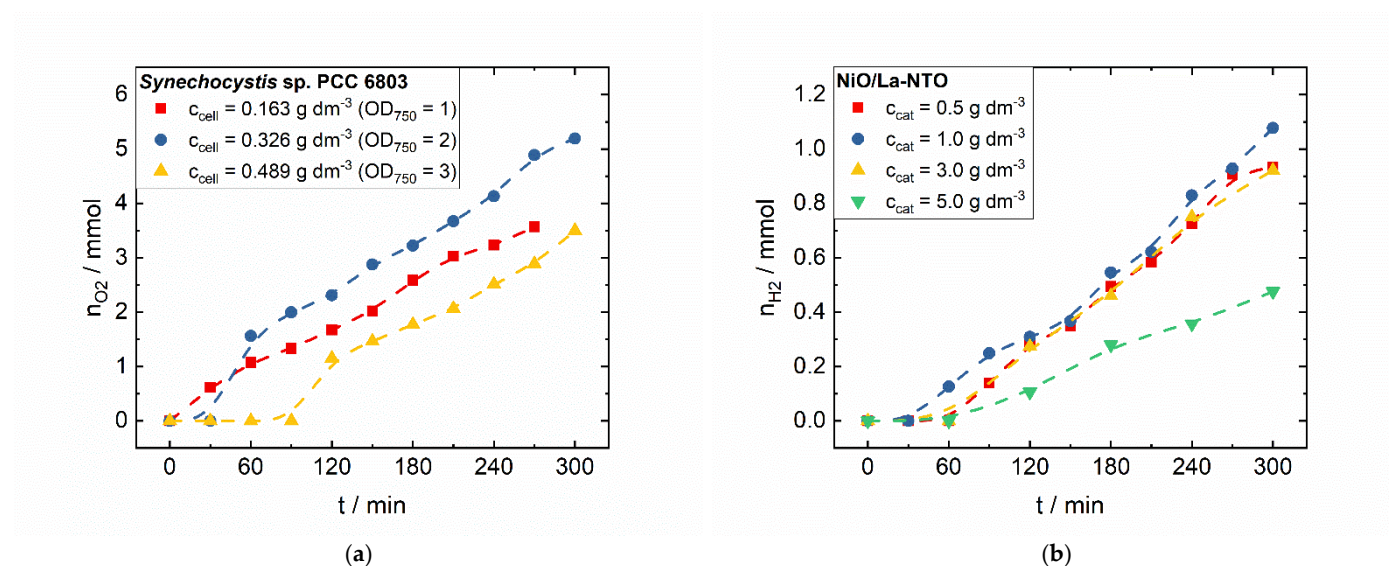 Synechocystis sp. PCC 6803
c_cell = 0.163 g dm⁻³ (OD₇₅₀ = 1)
c_cell = 0.326 g dm⁻³ (OD₇₅₀ = 2)
c_cell = 0.489 g dm⁻³ (OD₇₅₀ = 3)
n_O2 / mmol
6
5
4
3
2
1
0
0 60 120 180 240 300
t / min
(a)
NiO/La-NTO
c_cat = 0.5 g dm⁻³
c_cat = 1.0 g dm⁻³
c_cat = 3.0 g dm⁻³
c_cat = 5.0 g dm⁻³
n_H2 / mmol
1.2
1.0
0.8
0.6
0.4
0.2
0.0
0 60 120 180 240 300
t / min
(b)